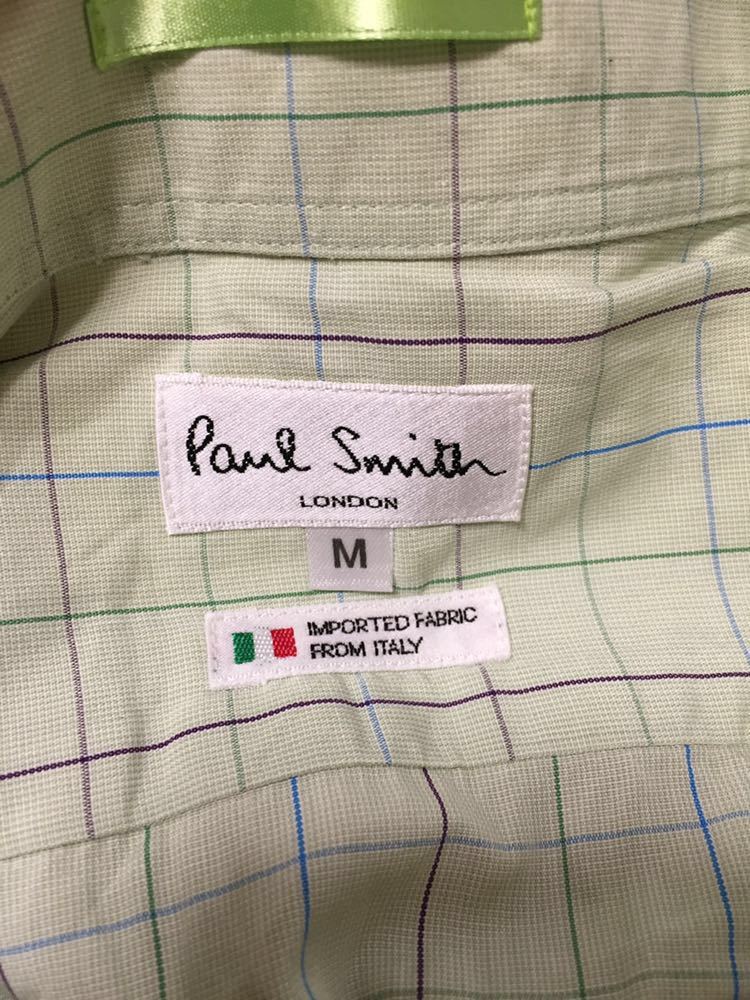 Paul Smith
LONDON
M
IMPORTED FABRIC
FROM ITALY